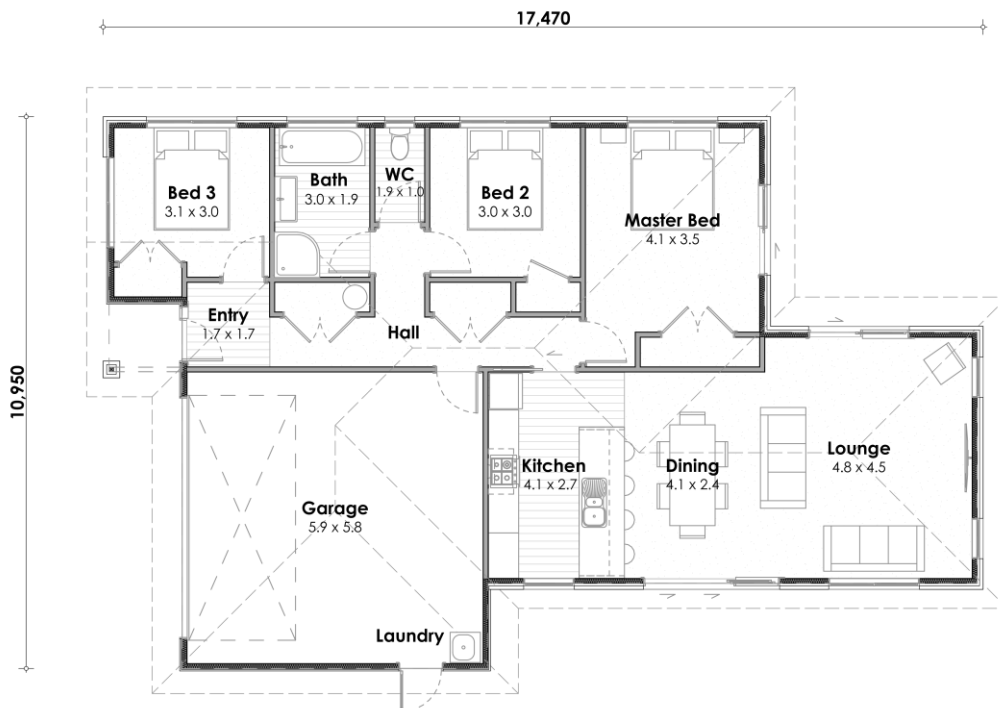 17,470
10,950
Bed 3
3.1 x 3.0
Bath
3.0 x 1.9
WC
1.9 x 1.0
Bed 2
3.0 x 3.0
Master Bed
4.1 x 3.5
Entry
1.7 x 1.7
Hall
Kitchen
4.1 x 2.7
Dining
4.1 x 2.4
Lounge
4.8 x 4.5
Garage
5.9 x 5.8
Laundry